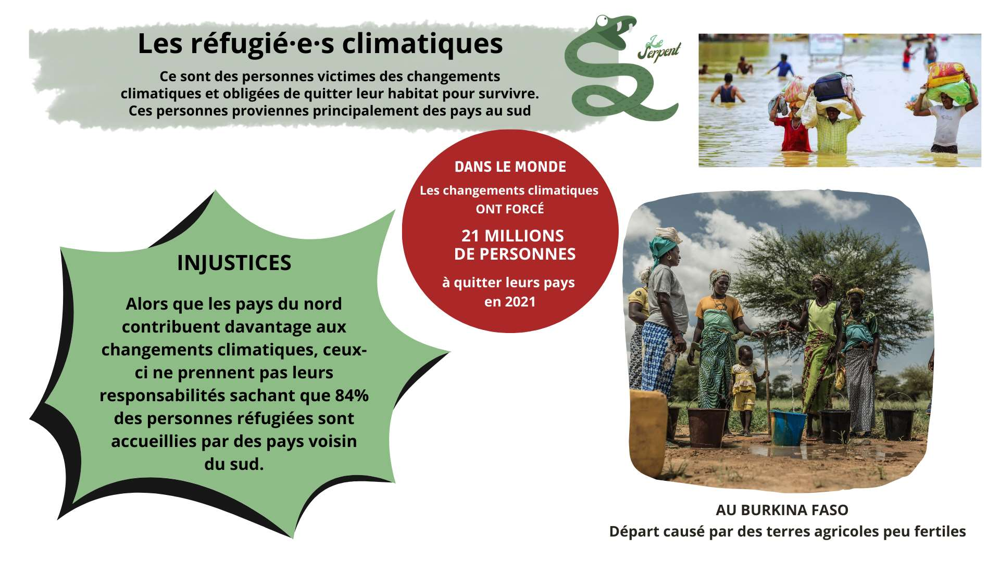 Les réfugié·e·s climatiques
Ce sont des personnes victimes des changements
climatiques et obligées de quitter leur habitat pour survivre.
Ces personnes proviennes principalement des pays au sud
Le
Serpent
DANS LE MONDE
Les changements climatiques
ONT FORCÉ
21 MILLIONS
DE PERSONNES
à quitter leurs pays
en 2021
INJUSTICES
Alors que les pays du nord
contribuent davantage aux
changements climatiques, ceux-
ci ne prennent pas leurs
responsabilités sachant que 84%
des personnes réfugiées sont
accueillies par des pays voisin
du sud.
AU BURKINA FASO
Départ causé par des terres agricoles peu fertiles